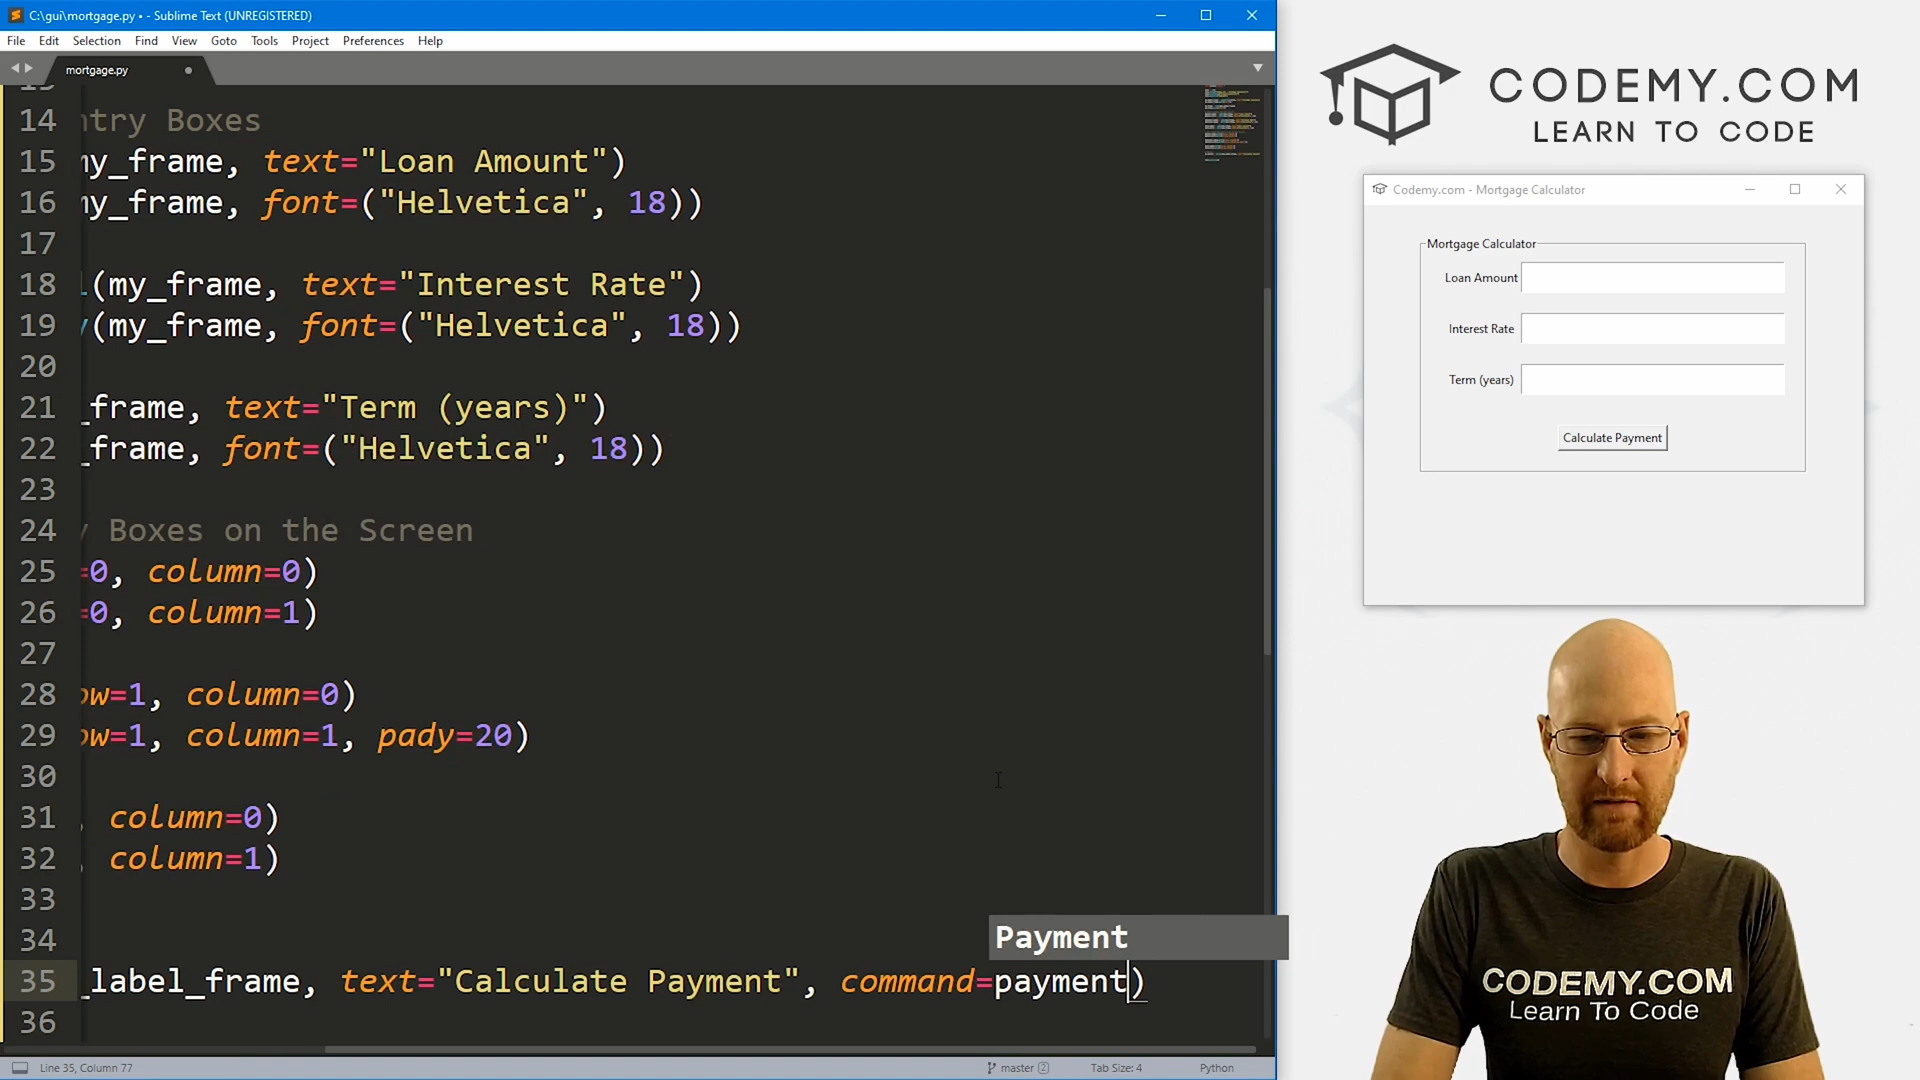 C:\gui\mortgage.py • - Sublime Text (UNREGISTERED)
File Edit Selection Find View Goto Tools Project Preferences Help
mortgage.py
14 ntry Boxes
15 my_frame, text="Loan Amount")
16 my_frame, font=("Helvetica", 18))
17
18 (my_frame, text="Interest Rate")
19 (my_frame, font=("Helvetica", 18))
20
21 _frame, text="Term (years)")
22 _frame, font=("Helvetica", 18))
23
24 Boxes on the Screen
25 =0, column=0)
26 =0, column=1)
27
28 ow=1, column=0)
29 ow=1, column=1, pady=20)
30
31 , column=0)
32 , column=1)
33
34
Payment
35 _label_frame, text="Calculate Payment", command=payment)
36
Line 35, Column 77
master 2
Tab Size: 4
Python
CODEMY.COM
LEARN TO CODE
Codemy.com - Mortgage Calculator
Mortgage Calculator
Loan Amount
Interest Rate
Term (years)
Calculate Payment
CODEMY.COM
Learn To Code